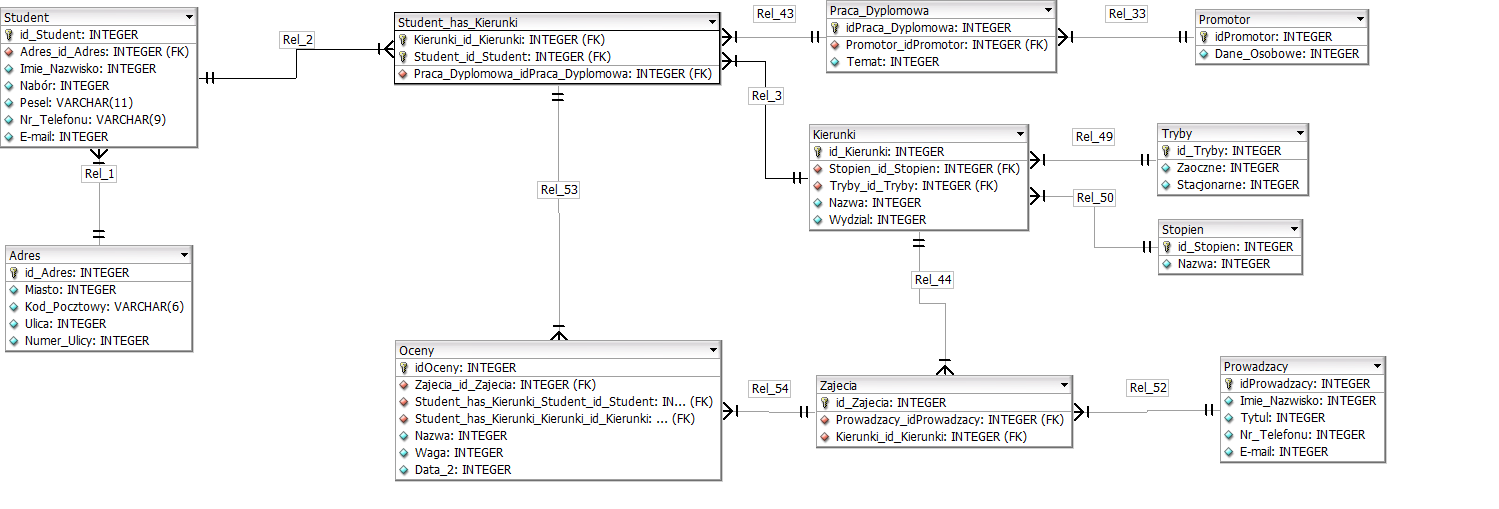 Student
id_Student: INTEGER
Adres_id_Adres: INTEGER (FK)
Imie_Nazwisko: INTEGER
Nabór: INTEGER
Pesel: VARCHAR(11)
Nr_Telefonu: VARCHAR(9)
E-mail: INTEGER
Rel_2
Student_has_Kierunki
Kierunki_id_Kierunki: INTEGER (FK)
Student_id_Student: INTEGER (FK)
Praca_Dyplomowa_idPraca_Dyplomowa: INTEGER (FK)
Rel_43
Praca_Dyplomowa
idPraca_Dyplomowa: INTEGER
Promotor_idPromotor: INTEGER (FK)
Temat: INTEGER
Rel_33
Promotor
idPromotor: INTEGER
Dane_Osobowe: INTEGER
Rel_3
Rel_1
Rel_53
Kierunki
id_Kierunki: INTEGER
Stopien_id_Stopien: INTEGER (FK)
Tryby_id_Tryby: INTEGER (FK)
Nazwa: INTEGER
Wydzial: INTEGER
Rel_49
Tryby
id_Tryby: INTEGER
Zaoczne: INTEGER
Stacjonarne: INTEGER
Rel_50
Stopien
id_Stopien: INTEGER
Nazwa: INTEGER
Adres
id_Adres: INTEGER
Miasto: INTEGER
Kod_Pocztowy: VARCHAR(6)
Ulica: INTEGER
Numer_Ulicy: INTEGER
Rel_44
Oceny
idOceny: INTEGER
Zajecia_id_Zajecia: INTEGER (FK)
Student_has_Kierunki_Student_id_Student: IN... (FK)
Student_has_Kierunki_Kierunki_id_Kierunki: ... (FK)
Nazwa: INTEGER
Waga: INTEGER
Data_2: INTEGER
Rel_54
Zajecia
id_Zajecia: INTEGER
Prowadzacy_idProwadzacy: INTEGER (FK)
Kierunki_id_Kierunki: INTEGER (FK)
Rel_52
Prowadzacy
idProwadzacy: INTEGER
Imie_Nazwisko: INTEGER
Tytul: INTEGER
Nr_Telefonu: INTEGER
E-mail: INTEGER